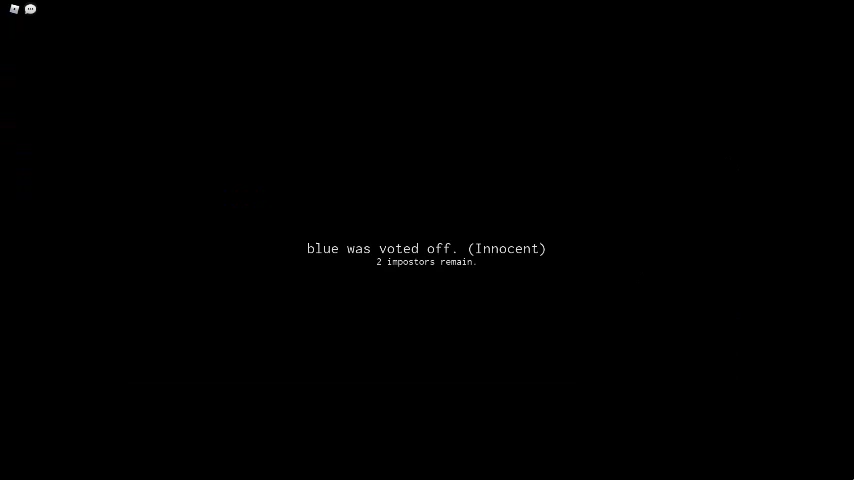 blue was voted off. (Innocent)
2 impostors remain.